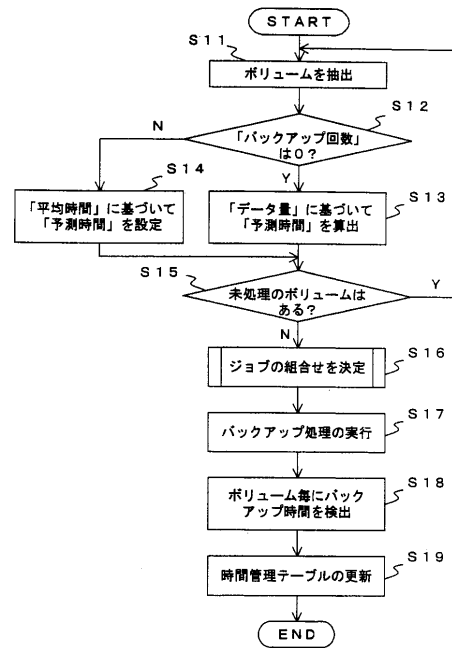 START
S11
ボリュームを抽出
S12
「バックアップ回数」
は0?
N
Y
S14
「平均時間」に基づいて
「予測時間」を設定
S13
「データ量」に基づいて
「予測時間」を算出
S15
未処理のボリュームは
ある?
Y
N
S16
ジョブの組合せを決定
S17
バックアップ処理の実行
S18
ボリューム毎にバック
アップ時間を検出
S19
時間管理テーブルの更新
END